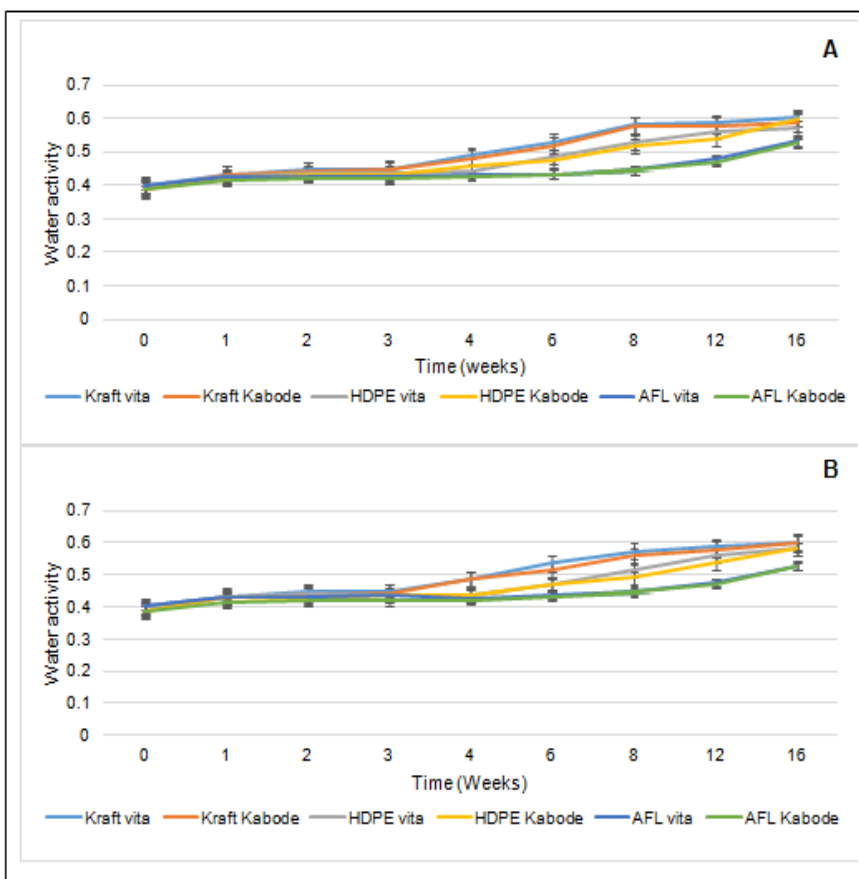 A
0.7
0.6
0.5
0.4
0.3
0.2
0.1
0
Water activity
0 1 2 3 4 6 8 12 16
Time (weeks)
Kraft vita Kraft Kabode HDPE vita HDPE Kabode AFL vita AFL Kabode
B
0.7
0.6
0.5
0.4
0.3
0.2
0.1
0
Water activity
0 1 2 3 4 6 8 12 16
Time (Weeks)
Kraft vita Kraft Kabode HDPE vita HDPE Kabode AFL vita AFL Kabode